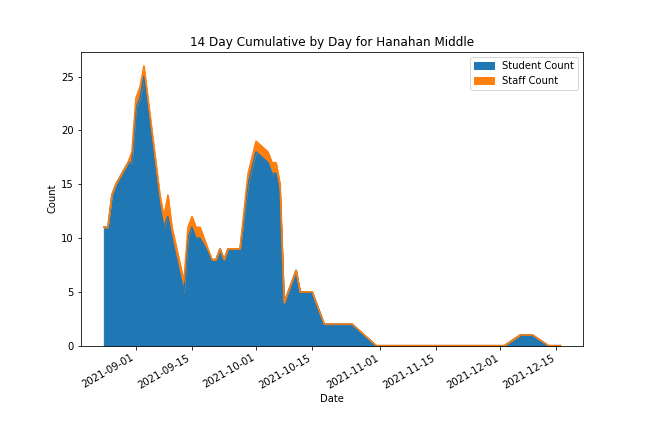 14 Day Cumulative by Day for Hanahan Middle
Student Count
Staff Count
Count
25
20
15
10
5
0
2021-09-01
2021-09-15
2021-10-01
2021-10-15
2021-11-01
2021-11-15
2021-12-01
2021-12-15
Date